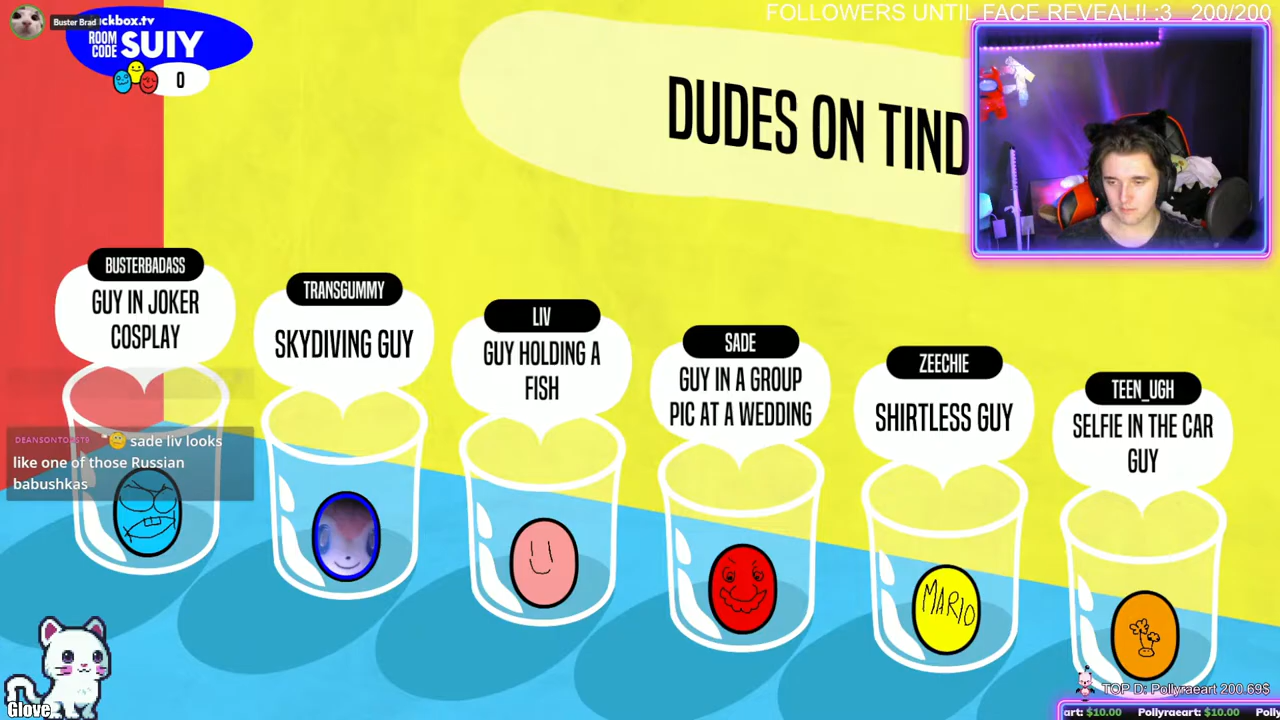 Buster Brad
ckbox.tv
FOLLOWERS UNTIL FACE REVEAL!! :3 200/200
ROOM CODE SUIY
0
DUDES ON TIND
BUSTERBADASS
GUY IN JOKER
COSPLAY
TRANSGUMMY
SKYDIVING GUY
LIV
GUY HOLDING A
FISH
SADE
GUY IN A GROUP
PIC AT A WEDDING
ZEECHIE
SHIRTLESS GUY
TEEN_UGH
SELFIE IN THE CAR
GUY
sade liv looks
like one of those Russian
babushkas
MARIO
Glove
TOP D: Pollyraeart 200.69$
art: $10.00 Pollyraeart: $10.00 Polly